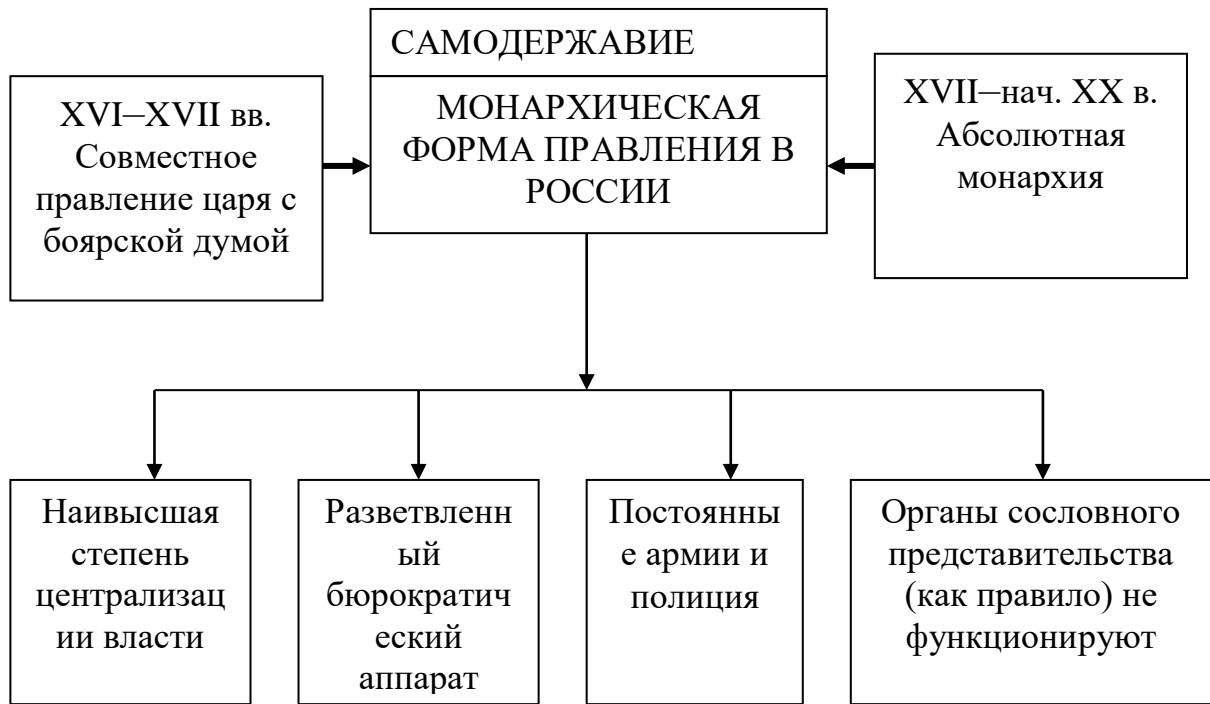 САМОДЕРЖАВИЕ
МОНАРХИЧЕСКАЯ
ФОРМА ПРАВЛЕНИЯ В
РОССИИ
XVI–XVII вв.
Совместное
правление царя с
боярской думой
XVII–нач. XX в.
Абсолютная
монархия
Наивысшая
степень
централизац
ии власти
Разветвленн
ый
бюрократич
еский
аппарат
Постоянны
е армии и
полиция
Органы сословного
представительства
(как правило) не
функционируют